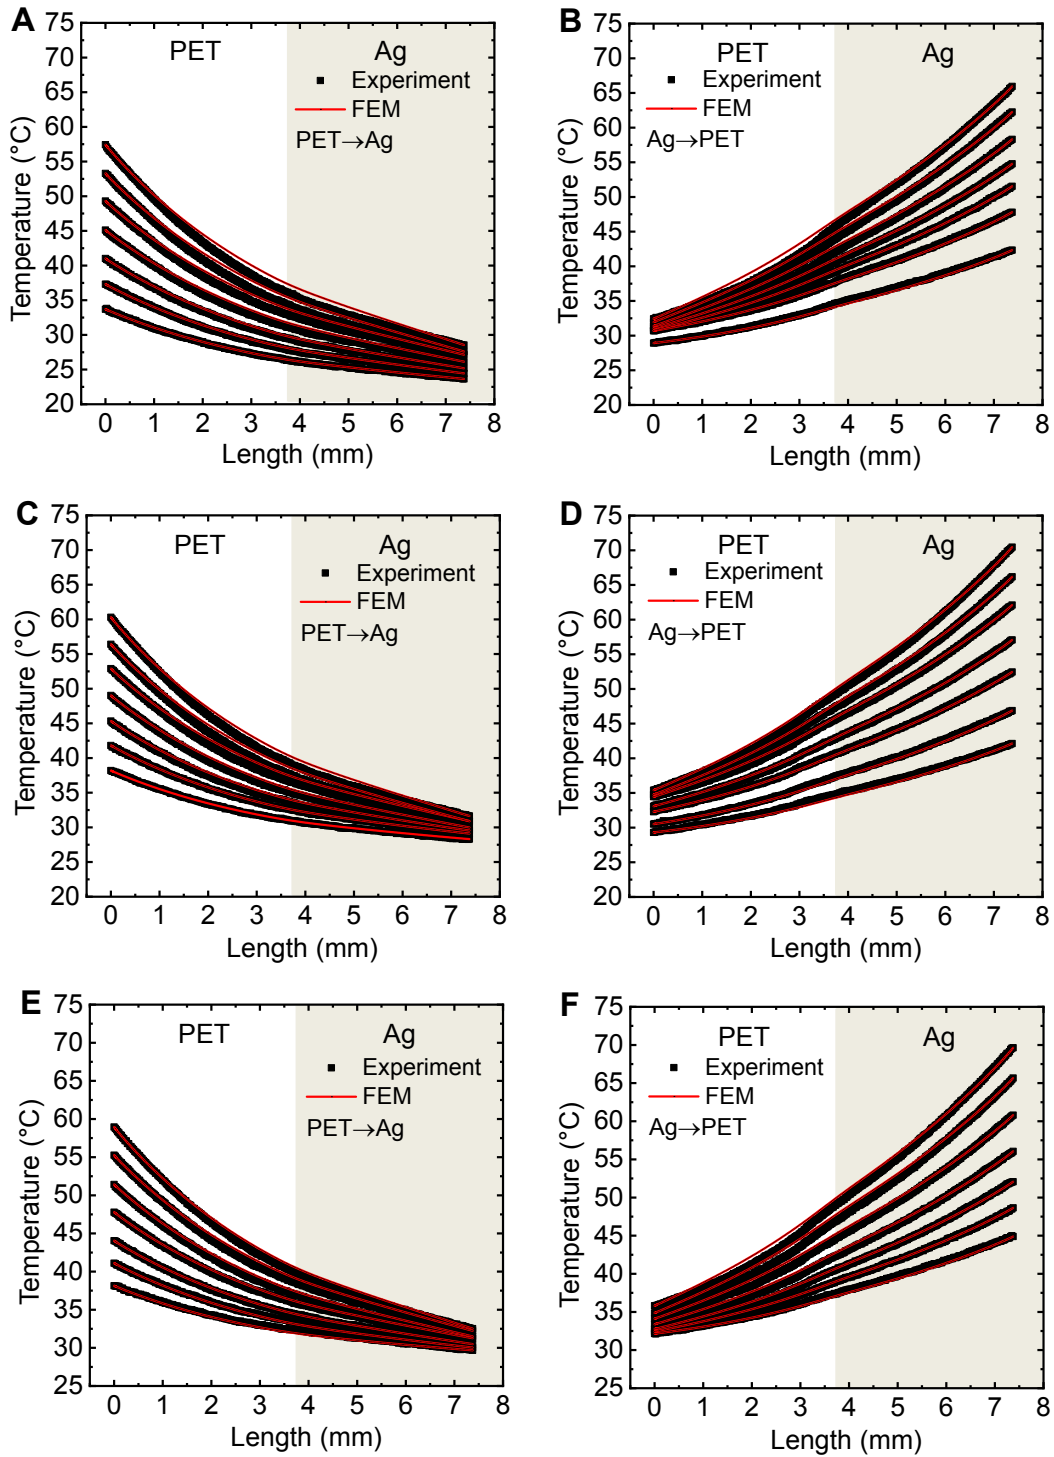 A
75
70
65
60
55
50
45
40
35
30
25
20
Temperature (°C)
PET
Ag
Experiment
FEM
PET→Ag
0 1 2 3 4 5 6 7 8
Length (mm)
B
75
70
65
60
55
50
45
40
35
30
25
20
Temperature (°C)
PET
Ag
Experiment
FEM
Ag→PET
0 1 2 3 4 5 6 7 8
Length (mm)
C
75
70
65
60
55
50
45
40
35
30
25
20
Temperature (°C)
PET
Ag
Experiment
FEM
PET→Ag
0 1 2 3 4 5 6 7 8
Length (mm)
D
75
70
65
60
55
50
45
40
35
30
25
20
Temperature (°C)
PET
Ag
Experiment
FEM
Ag→PET
0 1 2 3 4 5 6 7 8
Length (mm)
E
75
70
65
60
55
50
45
40
35
30
25
Temperature (°C)
PET
Ag
Experiment
FEM
PET→Ag
0 1 2 3 4 5 6 7 8
Length (mm)
F
75
70
65
60
55
50
45
40
35
30
25
Temperature (°C)
PET
Ag
Experiment
FEM
Ag→PET
0 1 2 3 4 5 6 7 8
Length (mm)